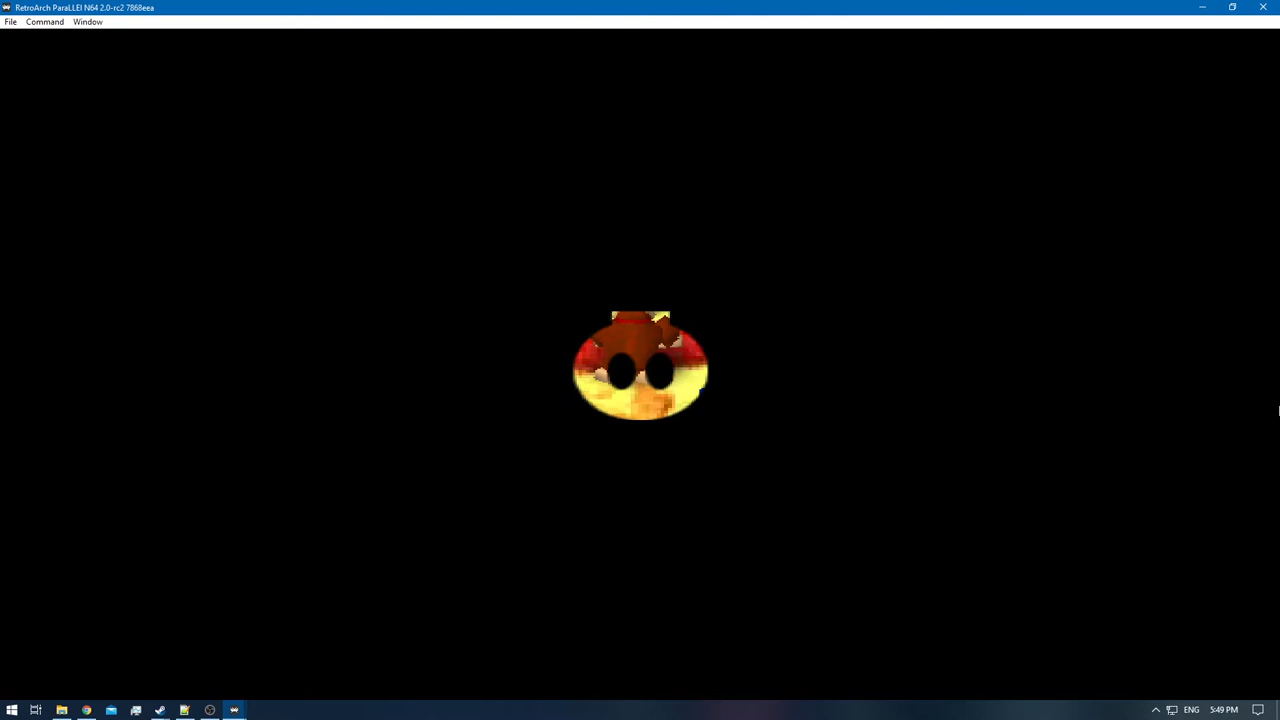 RetroArch ParaLLEl N64 2.0-rc2 7868eea
File Command Window
ENG 5:49 PM